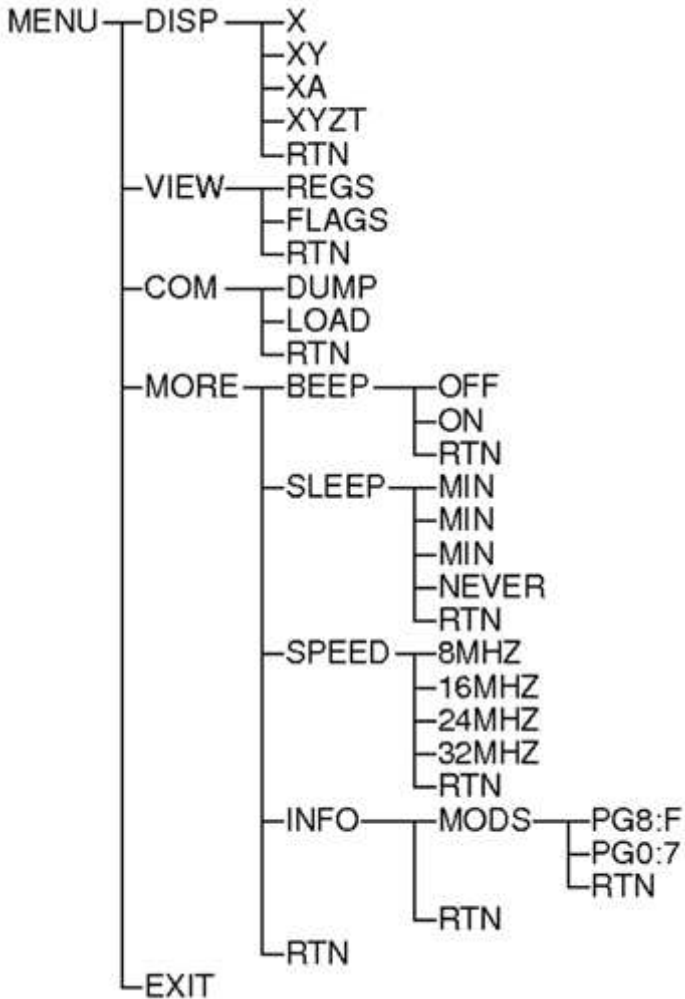 MENU DISP X
XY
XA
XYZT
RTN
VIEW REGS
FLAGS
RTN
COM DUMP
LOAD
RTN
MORE BEEP OFF
ON
RTN
SLEEP MIN
MIN
MIN
NEVER
RTN
SPEED 8MHZ
16MHZ
24MHZ
32MHZ
RTN
INFO MODS PG8:F
PG0:7
RTN
RTN
RTN
EXIT